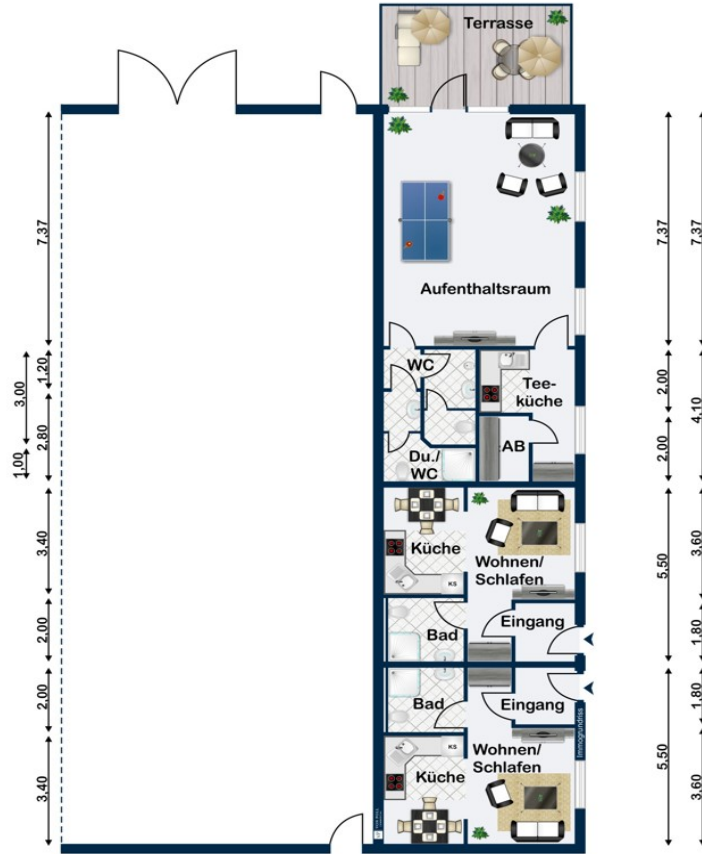 Terrasse
7.37
7.37
7.37
Aufenthaltsraum
3.00
1.20
WC
2.00
4.10
Tee-
küche
2.80
AB
2.00
1.00
Du./
WC
3.40
Küche
Wohnen/
Schlafen
KS
5.50
3.60
2.00
Bad
Eingang
1.80
2.00
Bad
Eingang
1.80
Immogrundriss
KS
Wohnen/
Schlafen
Küche
3.40
5.50
3.60